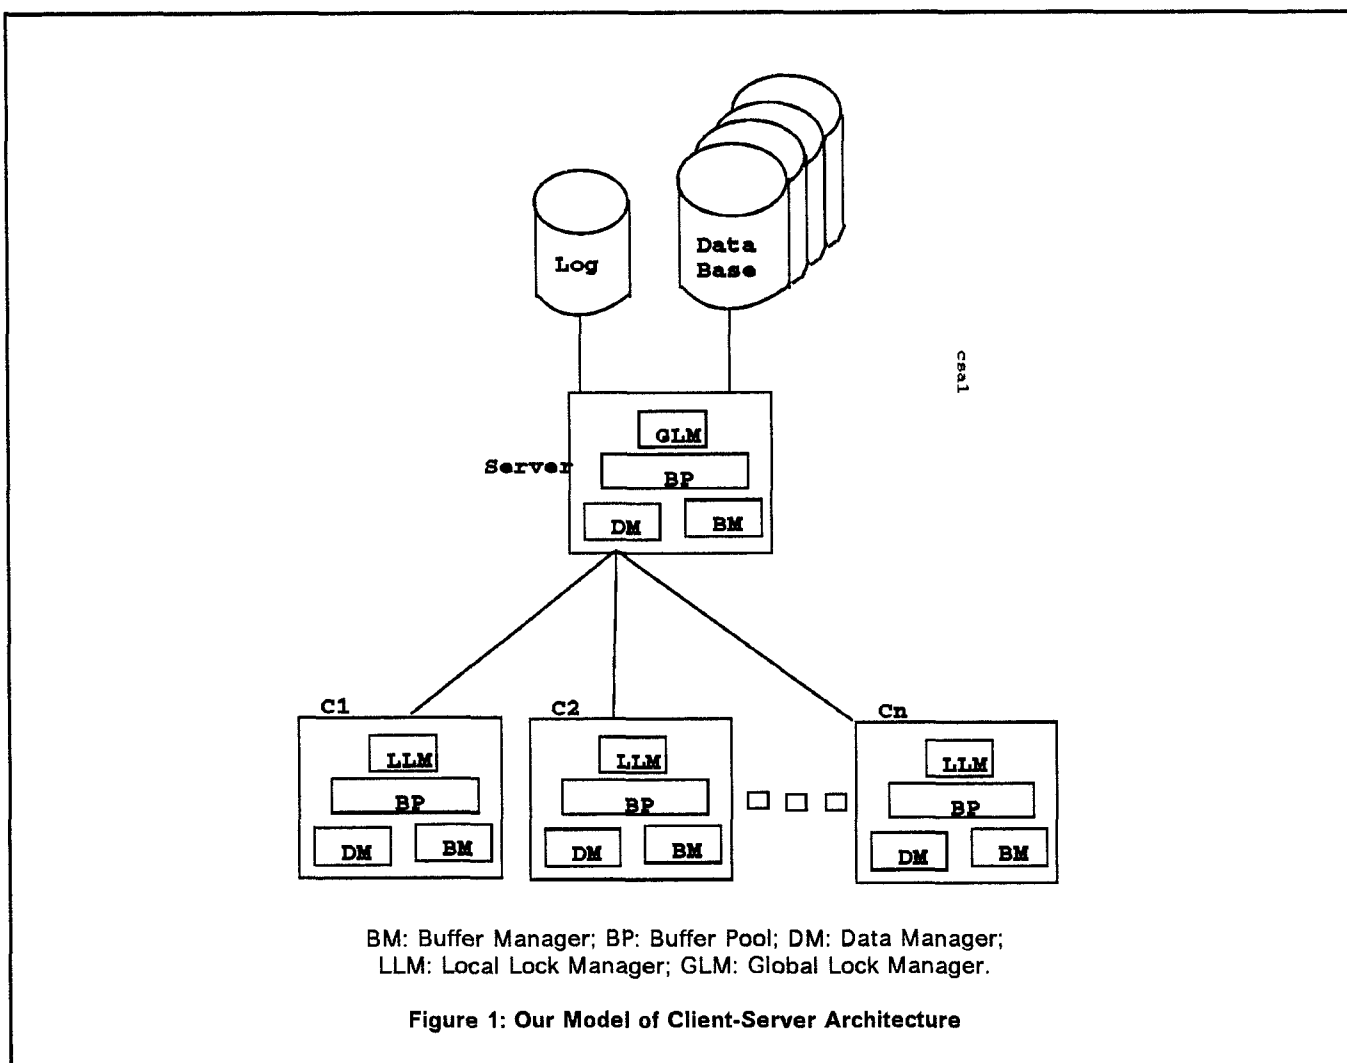 Log
Data
Base
csal
GLM
Server
BP
DM
BM
C1
C2
Cn
LLM
LLM
LLM
BP
BP
BP
DM
BM
DM
BM
DM
BM
BM: Buffer Manager; BP: Buffer Pool; DM: Data Manager;
LLM: Local Lock Manager; GLM: Global Lock Manager.
Figure 1: Our Model of Client-Server Architecture